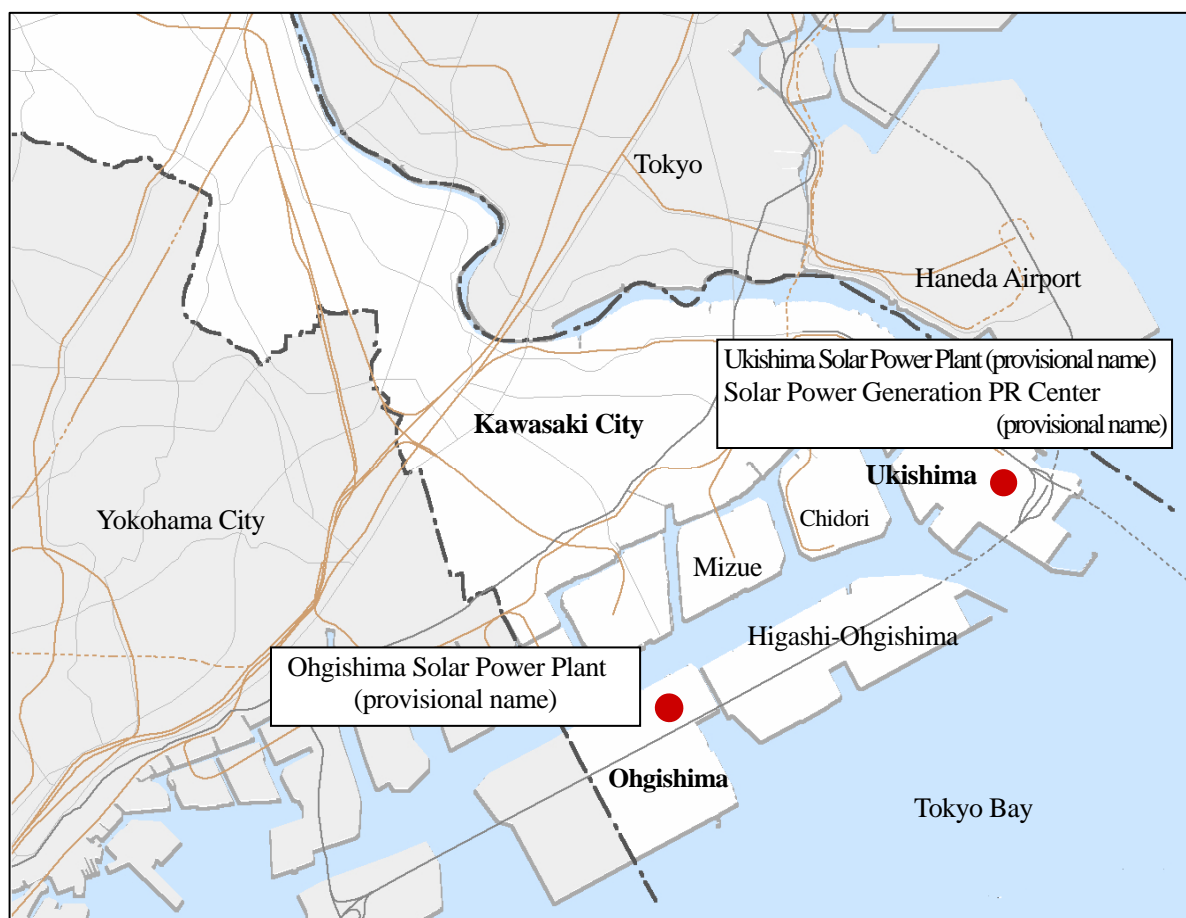 Tokyo
Haneda Airport
Ukishima Solar Power Plant (provisional name)
Solar Power Generation PR Center
(provisional name)
Kawasaki City
Ukishima
Yokohama City
Chidori
Mizue
Higashi-Ohgishima
Ohgishima Solar Power Plant
(provisional name)
Ohgishima
Tokyo Bay